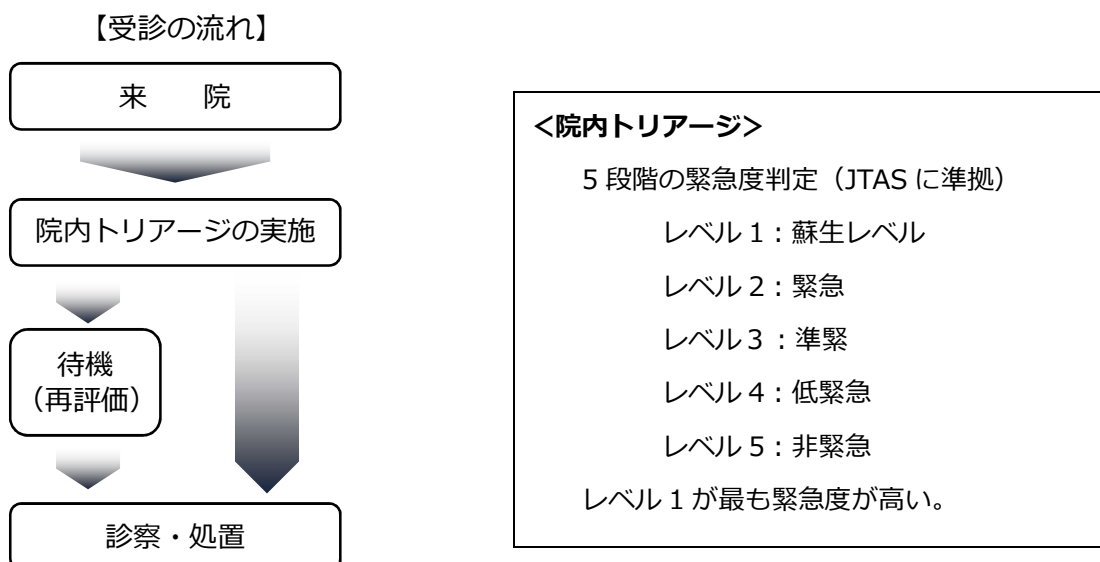 【受診の流れ】
来　　院
院内トリアージの実施
待機
（再評価）
診察・処置
＜院内トリアージ＞
5 段階の緊急度判定（JTAS に準拠）
レベル 1：蘇生レベル
レベル 2：緊急
レベル 3 ：準緊
レベル 4：低緊急
レベル 5：非緊急
レベル 1 が最も緊急度が高い。